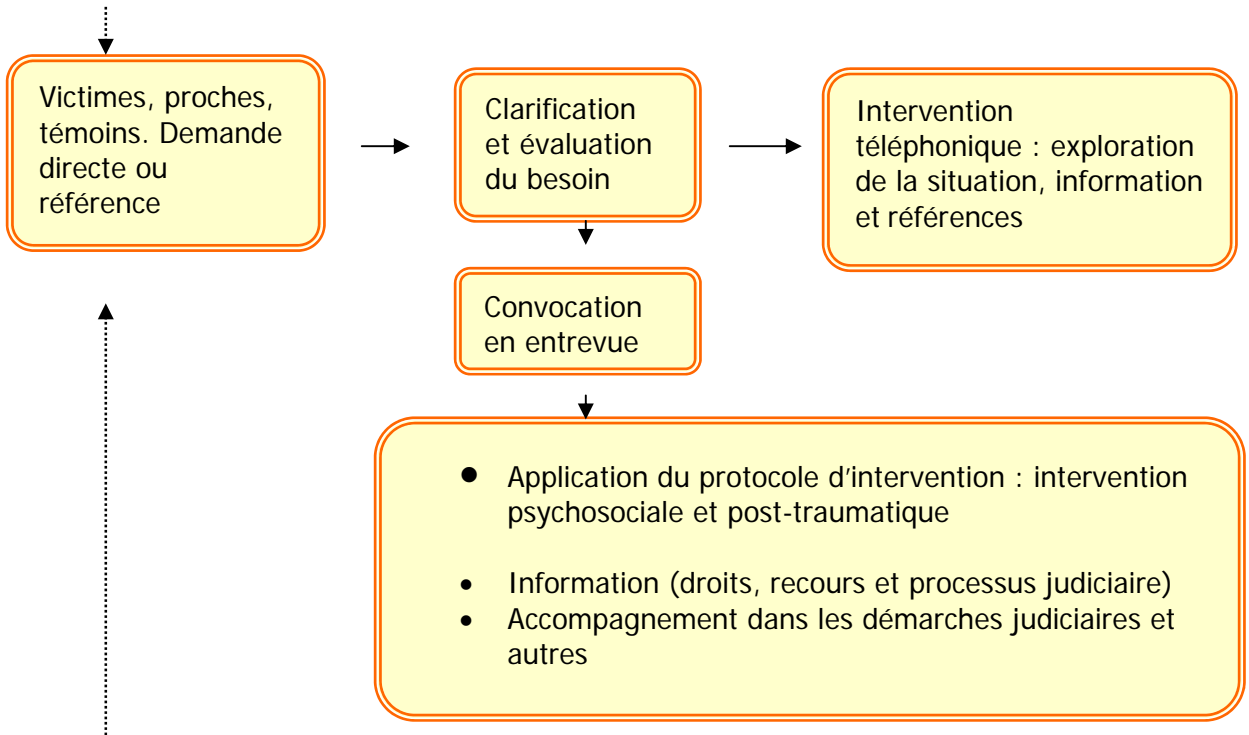 Victimes, proches,
témoins. Demande
directe ou
référence
Clarification
et évaluation
du besoin
Intervention
téléphonique : exploration
de la situation, information
et références
Convocation
en entrevue
• Application du protocole d'intervention : intervention
psychosociale et post-traumatique
• Information (droits, recours et processus judiciaire)
• Accompagnement dans les démarches judiciaires et
autres